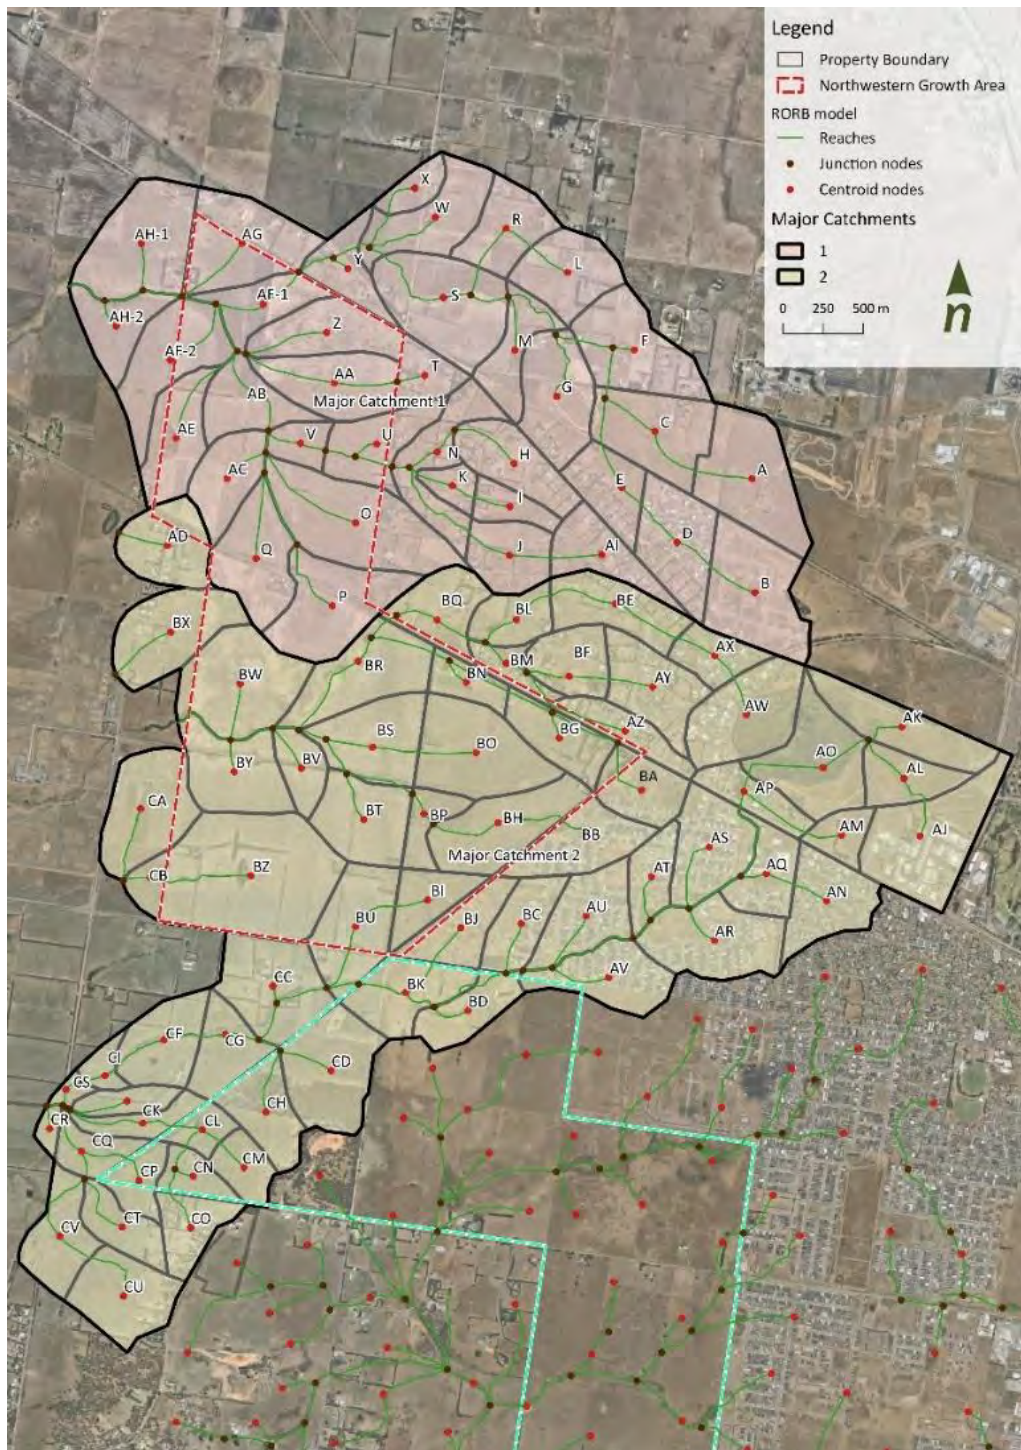 Legend
Property Boundary
Northwestern Growth Area
RORB model
Reaches
Junction nodes
Centroid nodes
Major Catchments
1
2
0 250 500 m
n
X
W
R
AH-1
AG
Y
L
S
AF-1
AH-2
Z
M
F
AF-2
T
AA
G
AB
Major Catchment 1
C
AE
V
U
N
H
AC
K
A
E
I
O
D
AD
Q
J
AI
B
P
BQ
BL
BE
BX
BR
BM
BF
AX
BW
BN
AY
AW
BS
BO
BG
AZ
AK
AO
BY
BV
BA
AL
AP
CA
BT
BP
BH
BB
AM
AJ
AS
Major Catchment 2
CB
BZ
AT
AQ
AN
BI
BU
BJ
BC
AU
AR
CC
BK
BD
AV
CF
CG
CI
CD
CS
CH
CR
CK
CL
CQ
CM
CP
CN
CV
CT
CO
CU